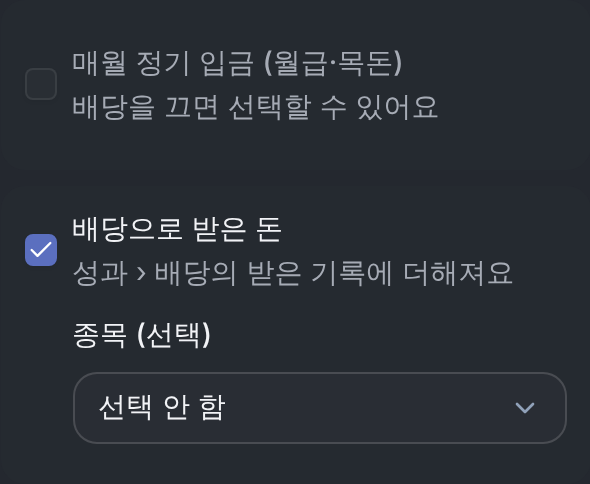 매월 정기 입금 (월급·목돈)
배당을 끄면 선택할 수 있어요
배당으로 받은 돈
성과 › 배당의 받은 기록에 더해져요
종목 (선택)
선택 안 함